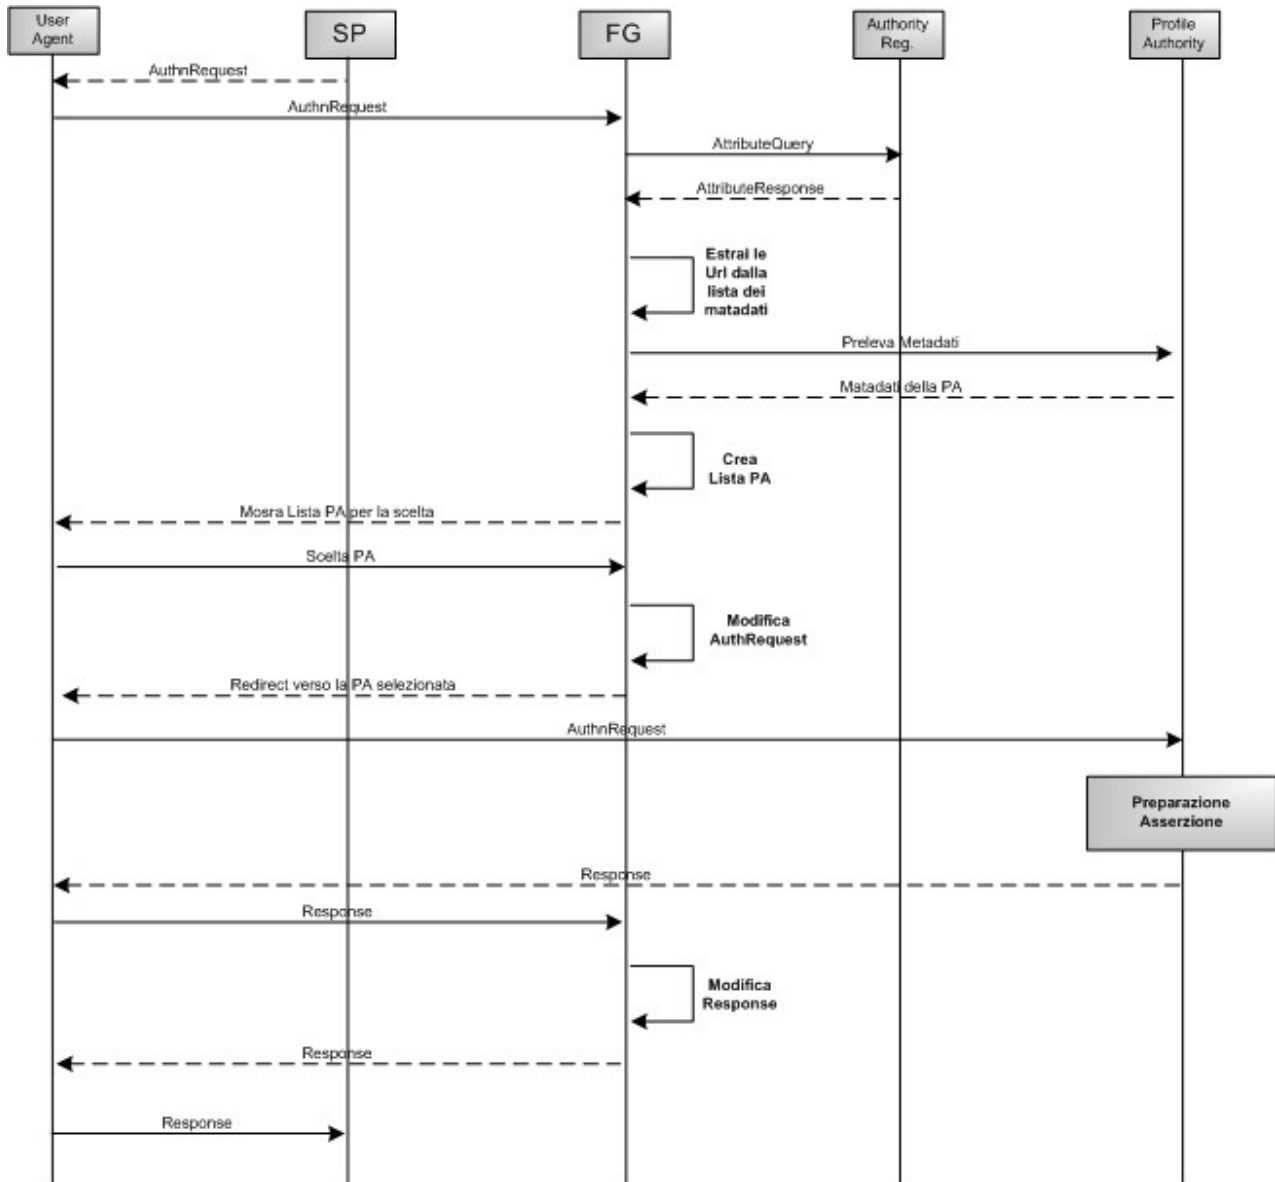 User
Agent
SP
FG
Authority
Reg.
Profile
Authority
AuthnRequest
AuthnRequest
AttributeQuery
AttributeResponse
Estrai le
Url dalla
lista dei
matadati
Preleva Metadati
Matadati della PA
Crea
Lista PA
Mosra Lista PA per la scelta
Scelta PA
Modifica
AuthRequest
Redirect verso la PA selezionata
AuthnRequest
Preparazione
Asserzione
Response
Response
Modifica
Response
Response
Response